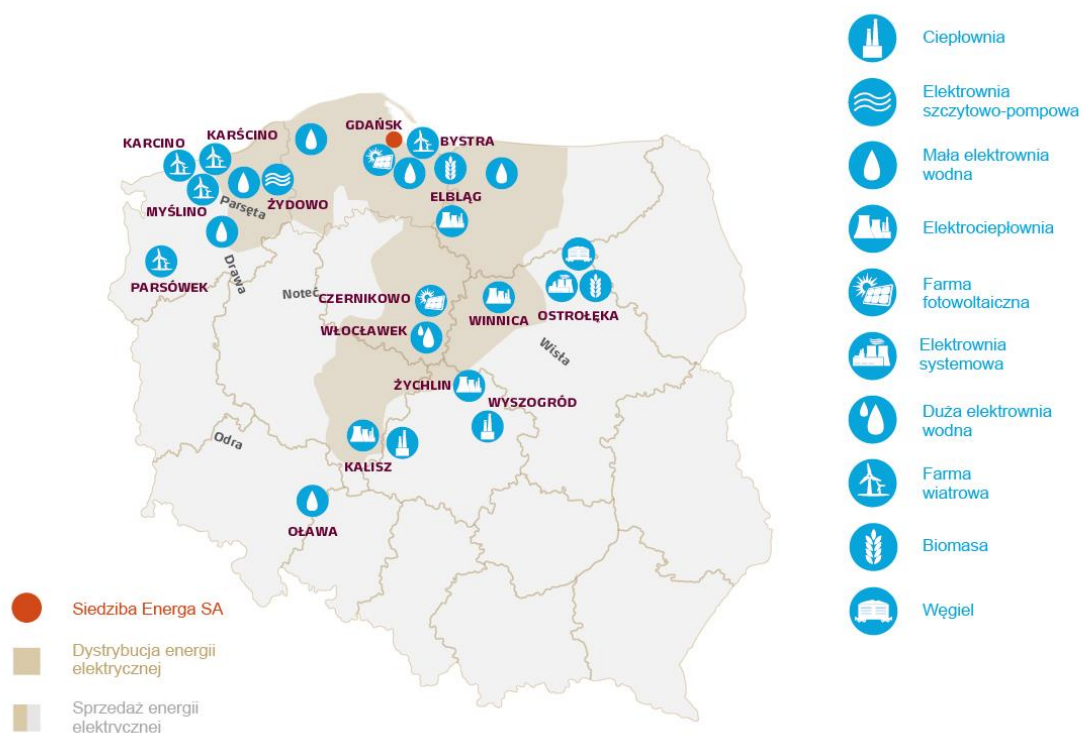 GDAŃSK
KARŚCINO
KARCINO
BYSTRA
ELBLĄG
MYŚLINO
Parsęta
ŻYDOWO
PARSÓWEK
Drawa
Noteć
CZERNIKOWO
WŁOCŁAWEK
WINNICA
OSTROŁĘKA
Wisła
ŻYCHLIN
WYSZOGRÓD
Odra
KALISZ
OŁAWA
Siedziba Energa SA
Dystrybucja energii
elektrycznej
Sprzedaż energii
elektrycznej
Ciepłownia
Elektrownia
szczytowo-pompowa
Mała elektrownia
wodna
Elektrociepłownia
Farma
fotowoltaiczna
Elektrownia
systemowa
Duża elektrownia
wodna
Farma
wiatrowa
Biomasa
Węgiel